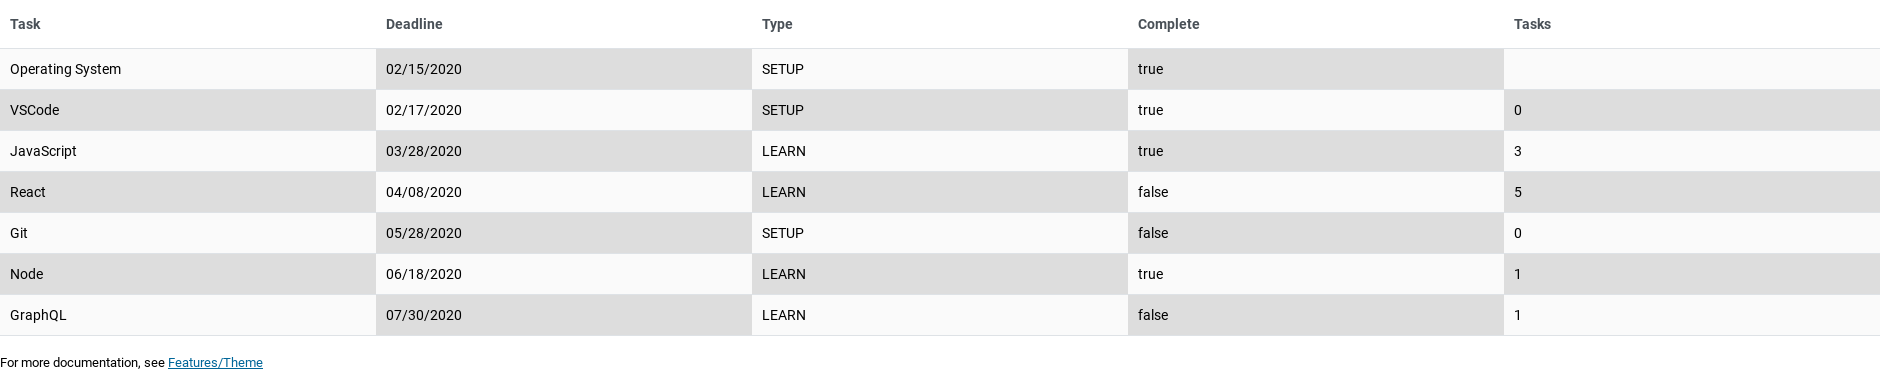 Task Deadline Type Complete Tasks
Operating System 02/15/2020 SETUP true
VSCode 02/17/2020 SETUP true 0
JavaScript 03/28/2020 LEARN true 3
React 04/08/2020 LEARN false 5
Git 05/28/2020 SETUP false 0
Node 06/18/2020 LEARN true 1
GraphQL 07/30/2020 LEARN false 1
For more documentation, see Features/Theme